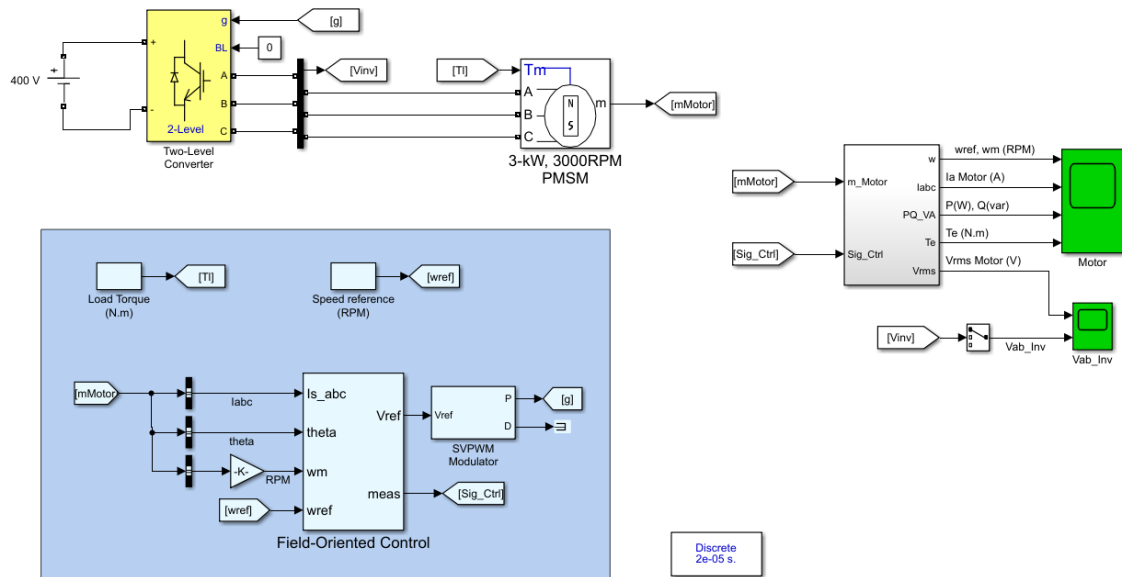 g
[g]
BL
0
+
400 V
+
A
[Vinv]
[Tl]
Tm
A
N
m
[mMotor]
B
B
S
-
2-Level
C
C
Two-Level
Converter
3-kW, 3000RPM
PMSM
w
wref, wm (RPM)
[mMotor]
m_Motor
Iabc
Ia Motor (A)
PQ_VA
P(W), Q(var)
[Sig_Ctrl]
Sig_Ctrl
Te
Te (N.m)
Vrms
Vrms Motor (V)
Motor
[Vinv]
Vab_Inv
Vab_Inv
[Tl]
[wref]
Load Torque
(N.m)
Speed reference
(RPM)
[mMotor]
Iabc
Is_abc
Vref
Vref
P
[g]
theta
theta
D
SVPWM
Modulator
-K-
RPM
wm
meas
[Sig_Ctrl]
[wref]
wref
Field-Oriented Control
Discrete
2e-05 s.